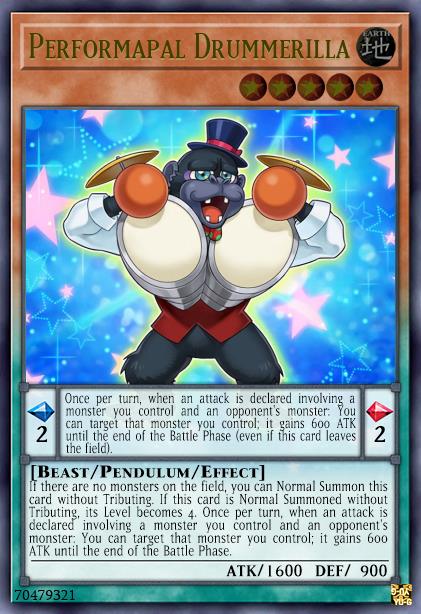 Performapal Drummerilla
EARTH
地
Once per turn, when an attack is declared involving a
monster you control and an opponent's monster: You
can target that monster you control; it gains 600 ATK
until the end of the Battle Phase (even if this card leaves
the field).
2
2
[Beast/Pendulum/Effect]
If there are no monsters on the field, you can Normal Summon this
card without Tributing. If this card is Normal Summoned without
Tributing, its Level becomes 4. Once per turn, when an attack is
declared involving a monster you control and an opponent's
monster: You can target that monster you control; it gains 600
ATK until the end of the Battle Phase.
ATK/1600 DEF/ 900
70479321